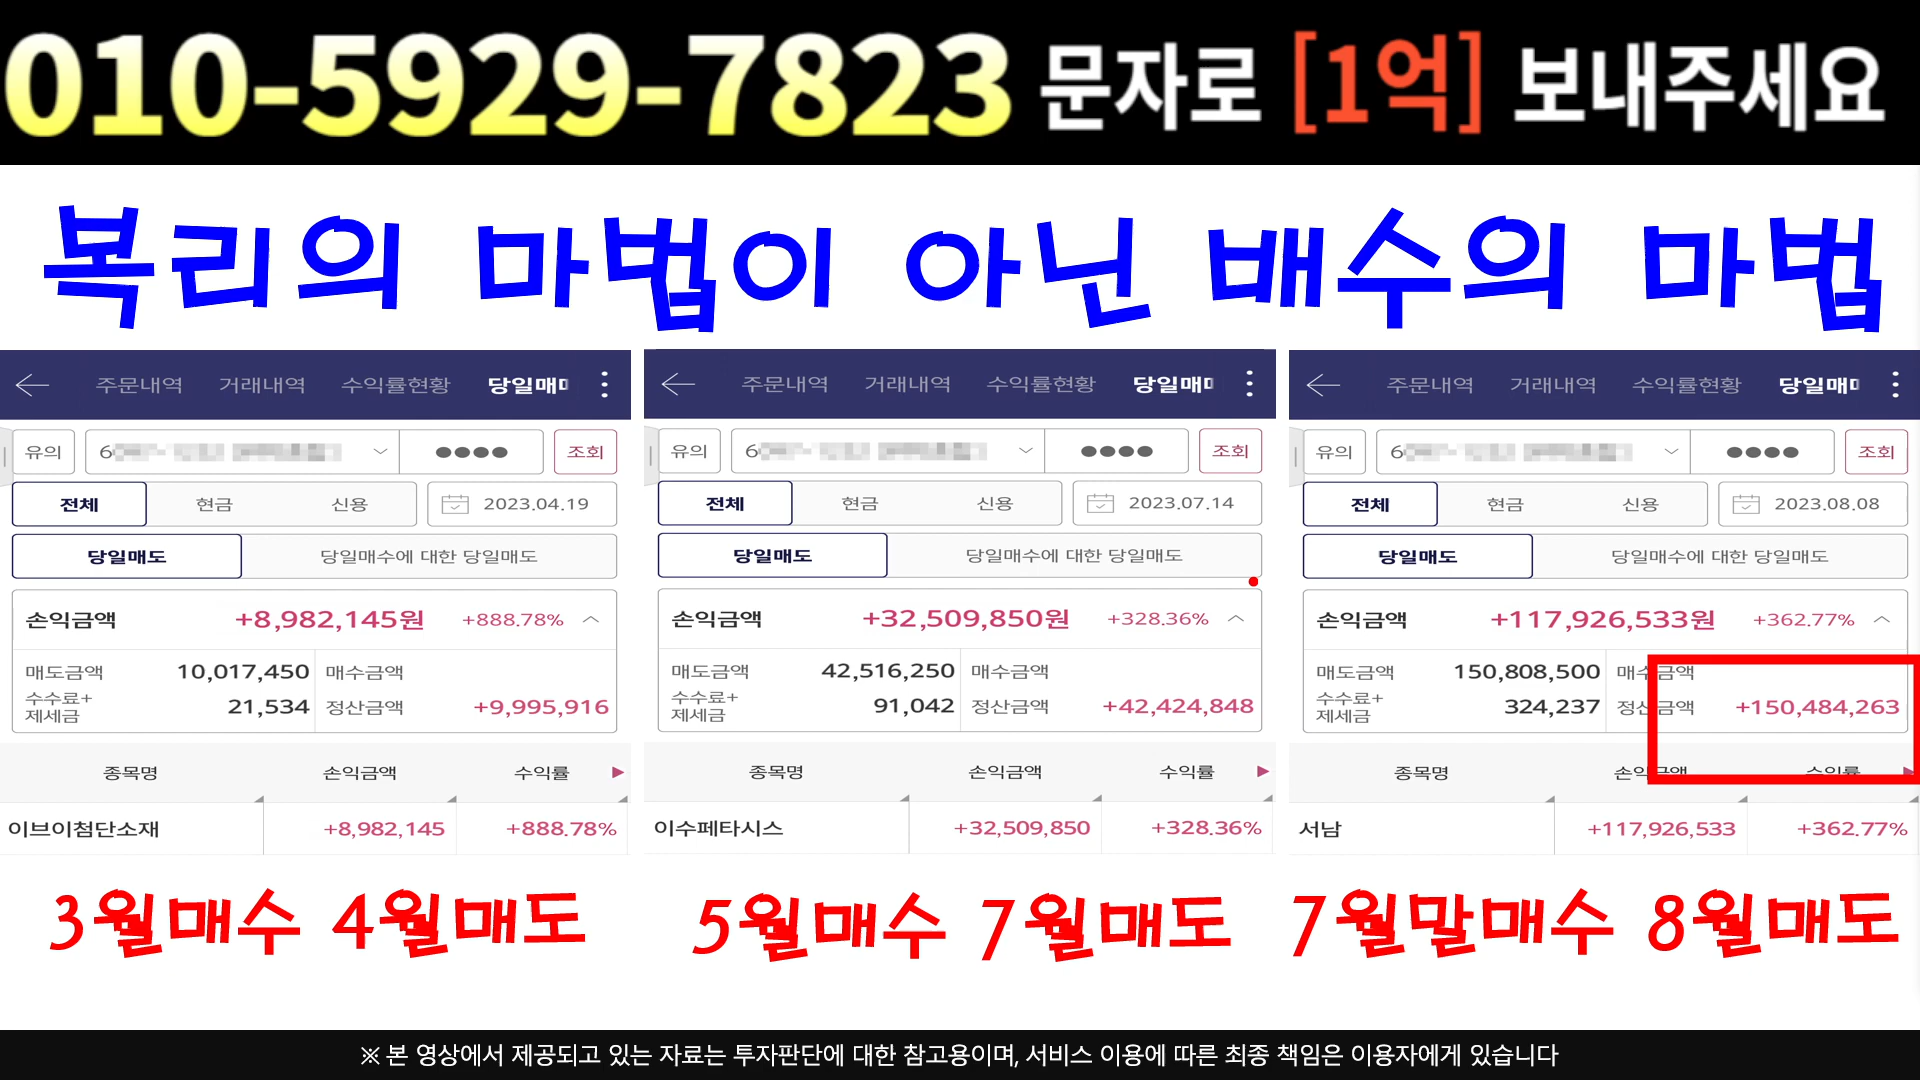 010-5929-7823 문자로 [1억] 보내주세요
복리의 마법이 아닌 배수의 마법
주문내역 거래내역 수익률현황 당일매
유의 6 ●●●● 조회
전체 현금 신용 2023.04.19
당일매도 당일매수에 대한 당일매도
손익금액 +8,982,145원 +888.78%
매도금액 10,017,450 매수금액
수수료+
제세금 21,534 정산금액 +9,995,916
종목명 손익금액 수익률
이브이첨단소재 +8,982,145 +888.78%
3월매수 4월매도
주문내역 거래내역 수익률현황 당일매
유의 6 ●●●● 조회
전체 현금 신용 2023.07.14
당일매도 당일매수에 대한 당일매도
손익금액 +32,509,850원 +328.36%
매도금액 42,516,250 매수금액
수수료+
제세금 91,042 정산금액 +42,424,848
종목명 손익금액 수익률
이수페타시스 +32,509,850 +328.36%
5월매수 7월매도
주문내역 거래내역 수익률현황 당일매
유의 6 ●●●● 조회
전체 현금 신용 2023.08.08
당일매도 당일매수에 대한 당일매도
손익금액 +117,926,533원 +362.77%
매도금액 150,808,500 매수금액
수수료+
제세금 324,237 정산금액 +150,484,263
종목명 손익금액 수익률
서남 +117,926,533 +362.77%
7월말매수 8월매도
※ 본 영상에서 제공되고 있는 자료는 투자판단에 대한 참고용이며, 서비스 이용에 따른 최종 책임은 이용자에게 있습니다